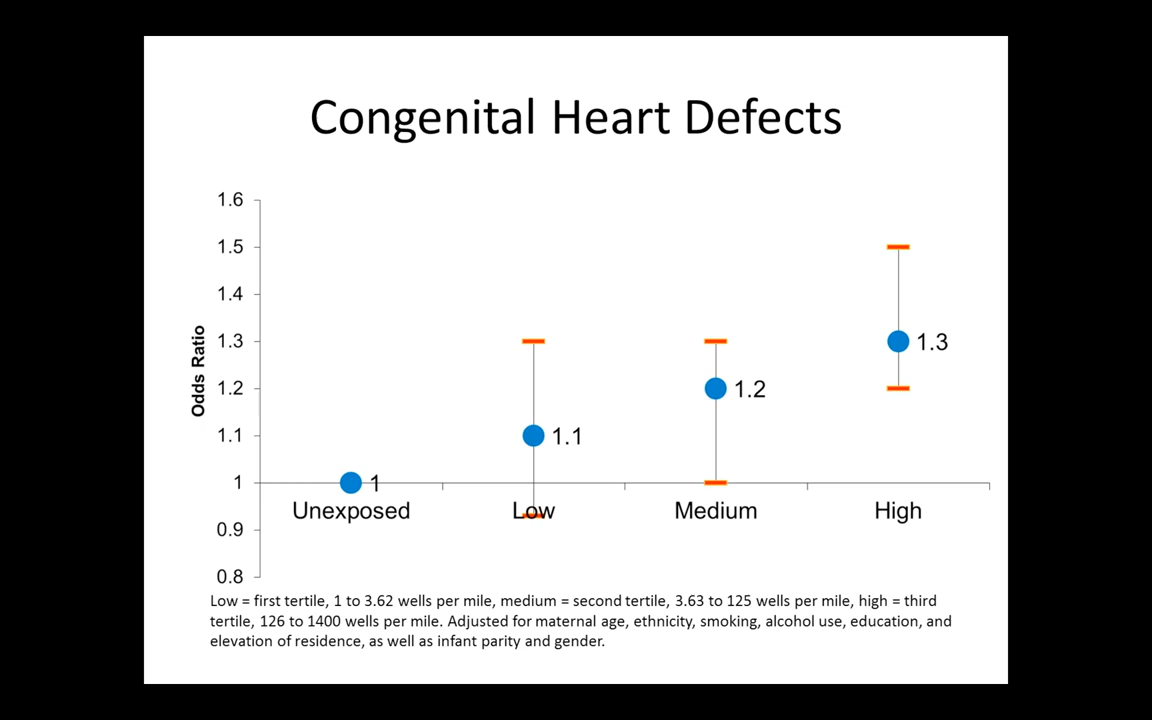 Congenital Heart Defects
1.6
1.5
1.4
1.3
1.2
1.1
1
0.9
0.8
Odds Ratio
1
1.1
1.2
1.3
Unexposed
Low
Medium
High
Low = first tertile, 1 to 3.62 wells per mile, medium = second tertile, 3.63 to 125 wells per mile, high = third
tertile, 126 to 1400 wells per mile. Adjusted for maternal age, ethnicity, smoking, alcohol use, education, and
elevation of residence, as well as infant parity and gender.